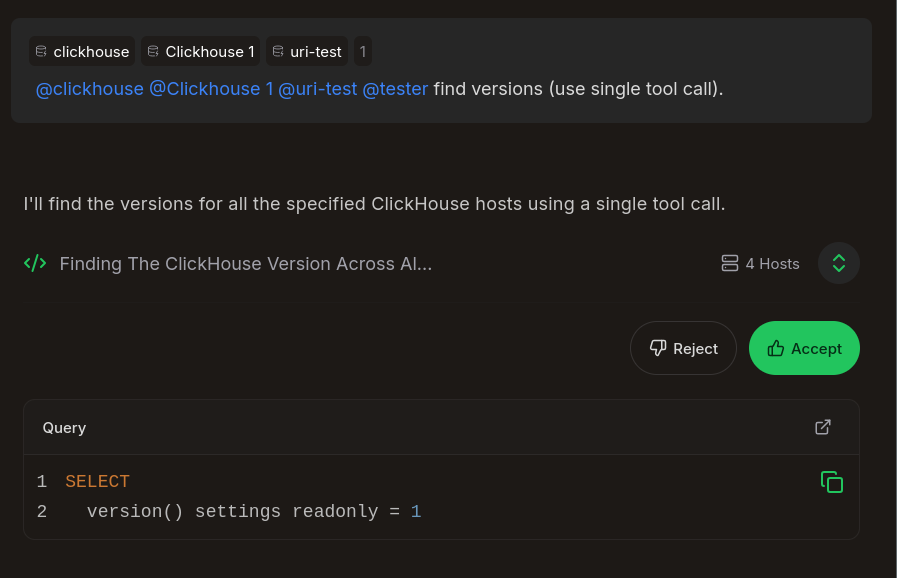 clickhouse Clickhouse 1 uri-test 1
@clickhouse @Clickhouse 1 @uri-test @tester find versions (use single tool call).
I'll find the versions for all the specified ClickHouse hosts using a single tool call.
Finding The ClickHouse Version Across Al... 4 Hosts
Reject Accept
Query
1 SELECT
2 version() settings readonly = 1